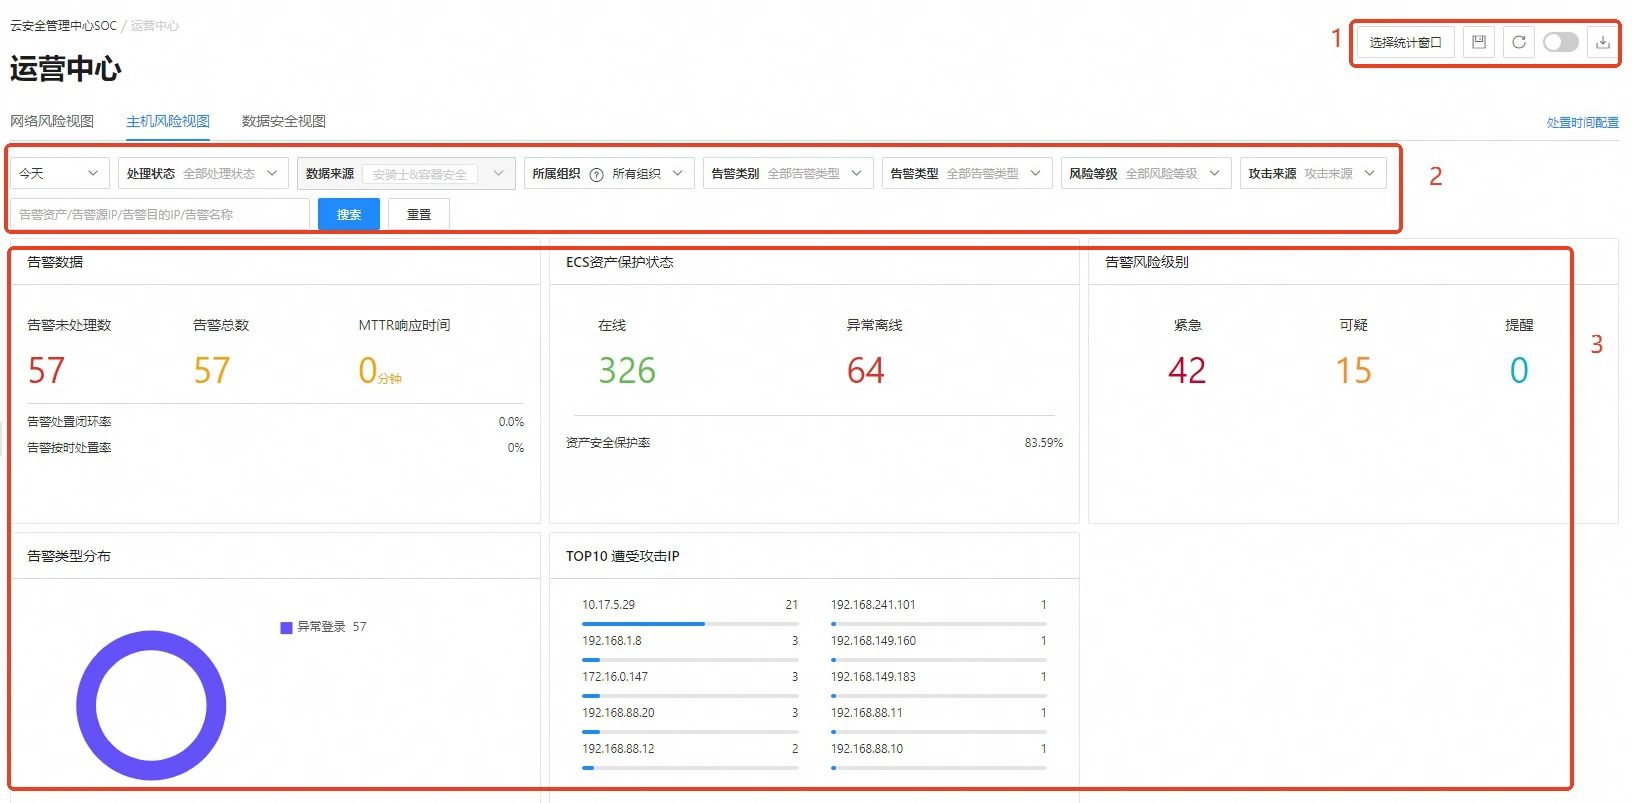 云安全管理中心SOC / 运营中心
运营中心
1
选择统计窗口
网络风险视图 主机风险视图 数据安全视图
处置时间配置
今天 处理状态 全部处理状态 数据来源 安骑士&容器安全 所属组织 ? 所有组织 告警类别 全部告警类型 告警类型 全部告警类型 风险等级 全部风险等级 攻击来源 攻击来源
2
告警资产/告警源IP/告警目的IP/告警名称 搜索 重置
告警数据
告警未处理数 告警总数 MTTR响应时间
57 57 0分钟
告警处置闭环率 0.0%
告警按时处置率 0%
ECS资产保护状态
在线 异常离线
326 64
资产安全保护率 83.59%
告警风险级别
紧急 可疑 提醒
42 15 0
3
告警类型分布
异常登录 57
TOP10 遭受攻击IP
10.17.5.29 21
192.168.1.8 3
172.16.0.147 3
192.168.88.20 3
192.168.88.12 2
192.168.241.101 1
192.168.149.160 1
192.168.149.183 1
192.168.88.11 1
192.168.88.10 1